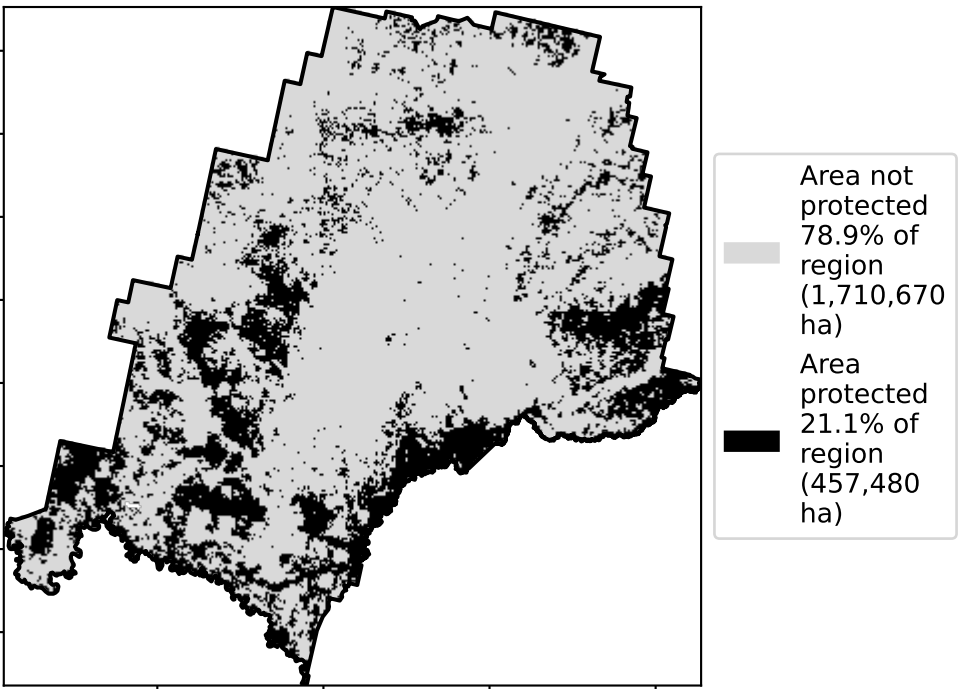 Area not
protected
78.9% of
region
(1,710,670
ha)
Area
protected
21.1% of
region
(457,480
ha)